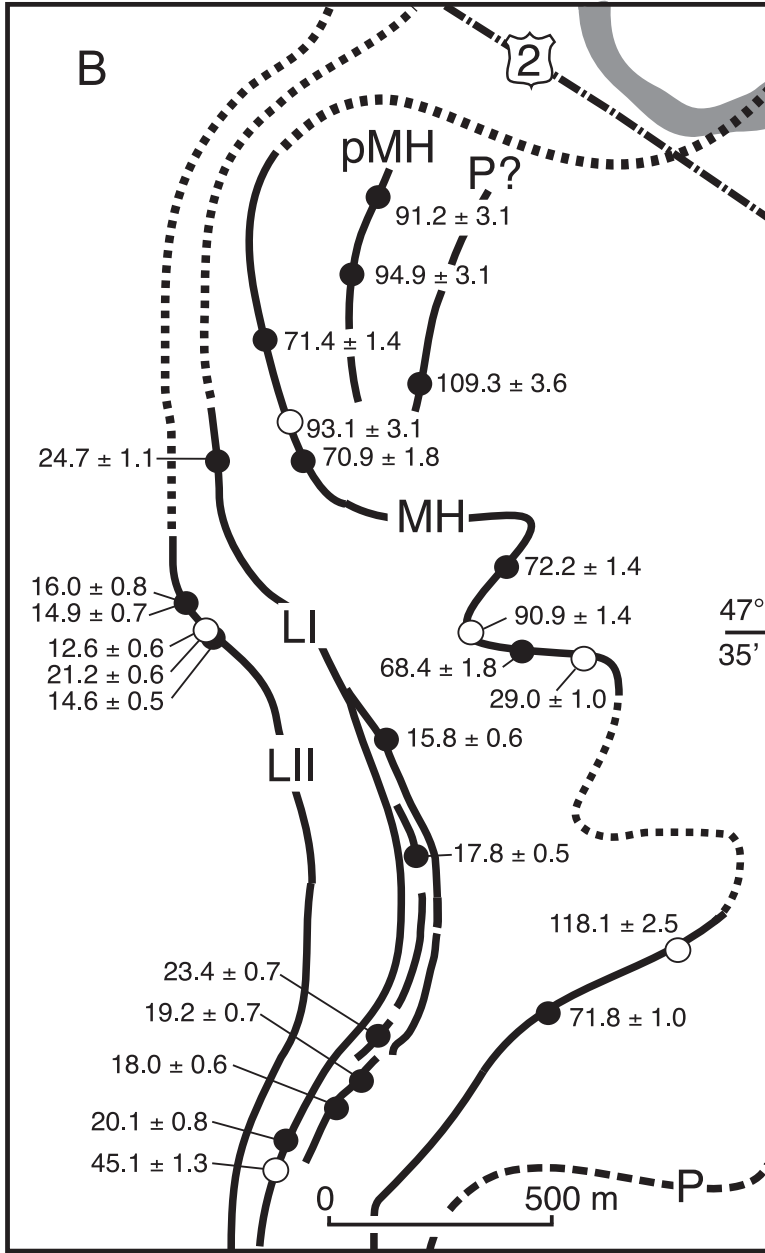 B
2
pMH
P?
91.2 ± 3.1
94.9 ± 3.1
71.4 ± 1.4
109.3 ± 3.6
93.1 ± 3.1
24.7 ± 1.1
70.9 ± 1.8
MH
72.2 ± 1.4
16.0 ± 0.8
14.9 ± 0.7
90.9 ± 1.4
47°
35'
LI
12.6 ± 0.6
21.2 ± 0.6
14.6 ± 0.5
68.4 ± 1.8
29.0 ± 1.0
15.8 ± 0.6
LII
17.8 ± 0.5
118.1 ± 2.5
23.4 ± 0.7
19.2 ± 0.7
71.8 ± 1.0
18.0 ± 0.6
20.1 ± 0.8
45.1 ± 1.3
P
0 500 m